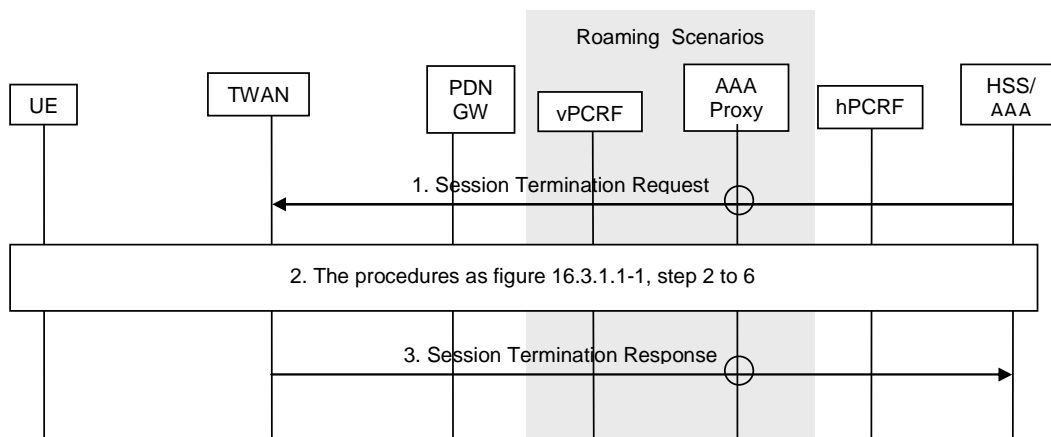 Roaming Scenarios
UE
TWAN
PDN
GW
vPCRF
AAA
Proxy
hPCRF
HSS/
AAA
1. Session Termination Request
2. The procedures as figure 16.3.1.1-1, step 2 to 6
3. Session Termination Response